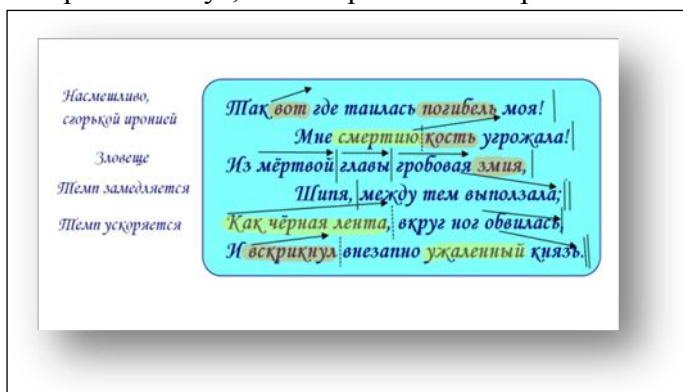 Насмешливо,
сгорькой иронией
Зловеще
Темп замедляется
Темп ускоряется
Так вот где таилась погибель моя!
Мне смертию кость угрожала!
Из мёртвой главы гробовая змия,
Шипя, между тем выползала;
Как чёрная лента, вкруг ног обвилась,
И вскрикнул внезапно ужаленный князь.